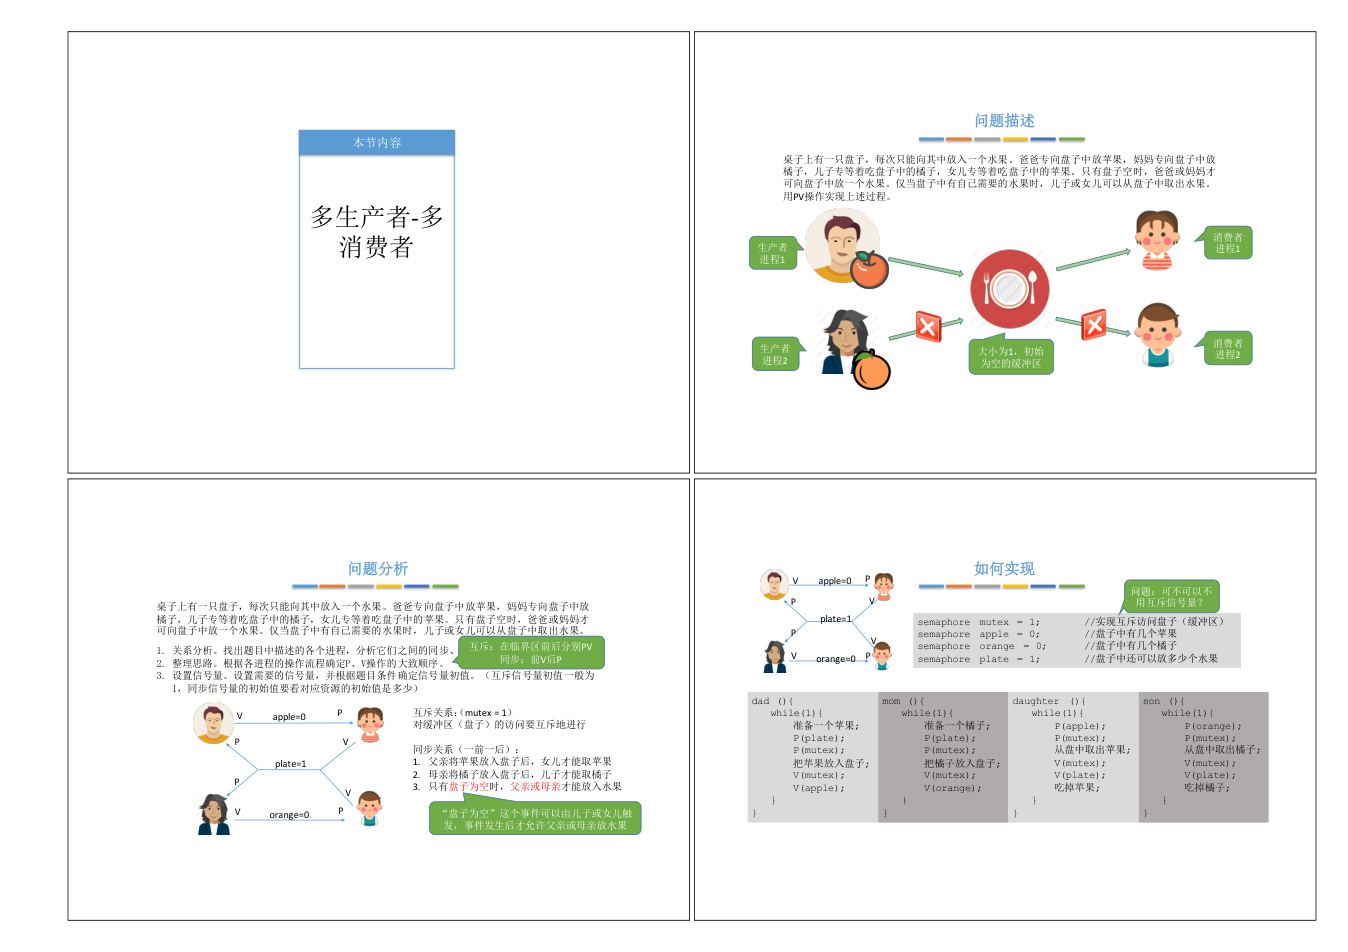 本节内容
多生产者-多
消费者
问题描述
桌子上有一只盘子，每次只能向其中放入一个水果。爸爸专向盘子中放苹果，妈妈专向盘子中放
橘子，儿子专等着吃盘子中的橘子，女儿专等着吃盘子中的苹果。只有盘子空时，爸爸或妈妈才
可向盘子中放一个水果。仅当盘子中有自己需要的水果时，儿子或女儿可以从盘子中取出水果。
用PV操作实现上述过程。
生产者
进程1
消费者
进程1
生产者
进程2
大小为1，初始
为空的缓冲区
消费者
进程2
问题分析
桌子上有一只盘子，每次只能向其中放入一个水果。爸爸专向盘子中放苹果，妈妈专向盘子中放
橘子，儿子专等着吃盘子中的橘子，女儿专等着吃盘子中的苹果。只有盘子空时，爸爸或妈妈才
可向盘子中放一个水果。仅当盘子中有自己需要的水果时，儿子或女儿可以从盘子中取出水果。
1. 关系分析。找出题目中描述的各个进程，分析它们之间的同步、
2. 整理思路。根据各进程的操作流程确定P、V操作的大致顺序。
互斥：在临界区前后分别PV
同步：前V后P
3. 设置信号量。设置需要的信号量，并根据题目条件确定信号量初值。（互斥信号量初值一般为
1，同步信号量的初始值要看对应资源的初始值是多少）
V apple=0 P
P V
plate=1
P V
V orange=0 P
互斥关系：（mutex = 1）
对缓冲区（盘子）的访问要互斥地进行
同步关系（一前一后）：
1. 父亲将苹果放入盘子后，女儿才能取苹果
2. 母亲将橘子放入盘子后，儿子才能取橘子
3. 只有盘子为空时，父亲或母亲才能放入水果
“盘子为空”这个事件可以由儿子或女儿触
发，事件发生后才允许父亲或母亲放水果
如何实现
V apple=0 P
P V
plate=1
P V
V orange=0 P
问题：可不可以不
用互斥信号量？
semaphore mutex = 1; //实现互斥访问盘子（缓冲区）
semaphore apple = 0; //盘子中有几个苹果
semaphore orange = 0; //盘子中有几个橘子
semaphore plate = 1; //盘子中还可以放多少个水果
dad (){
while(1){
准备一个苹果;
P(plate);
P(mutex);
把苹果放入盘子;
V(mutex);
V(apple);
}
}
mom (){
while(1){
准备一个橘子;
P(plate);
P(mutex);
把橘子放入盘子;
V(mutex);
V(orange);
}
}
daughter (){
while(1){
P(apple);
P(mutex);
从盘中取出苹果;
V(mutex);
V(plate);
吃掉苹果;
}
}
son (){
while(1){
P(orange);
P(mutex);
从盘中取出橘子;
V(mutex);
V(plate);
吃掉橘子;
}
}